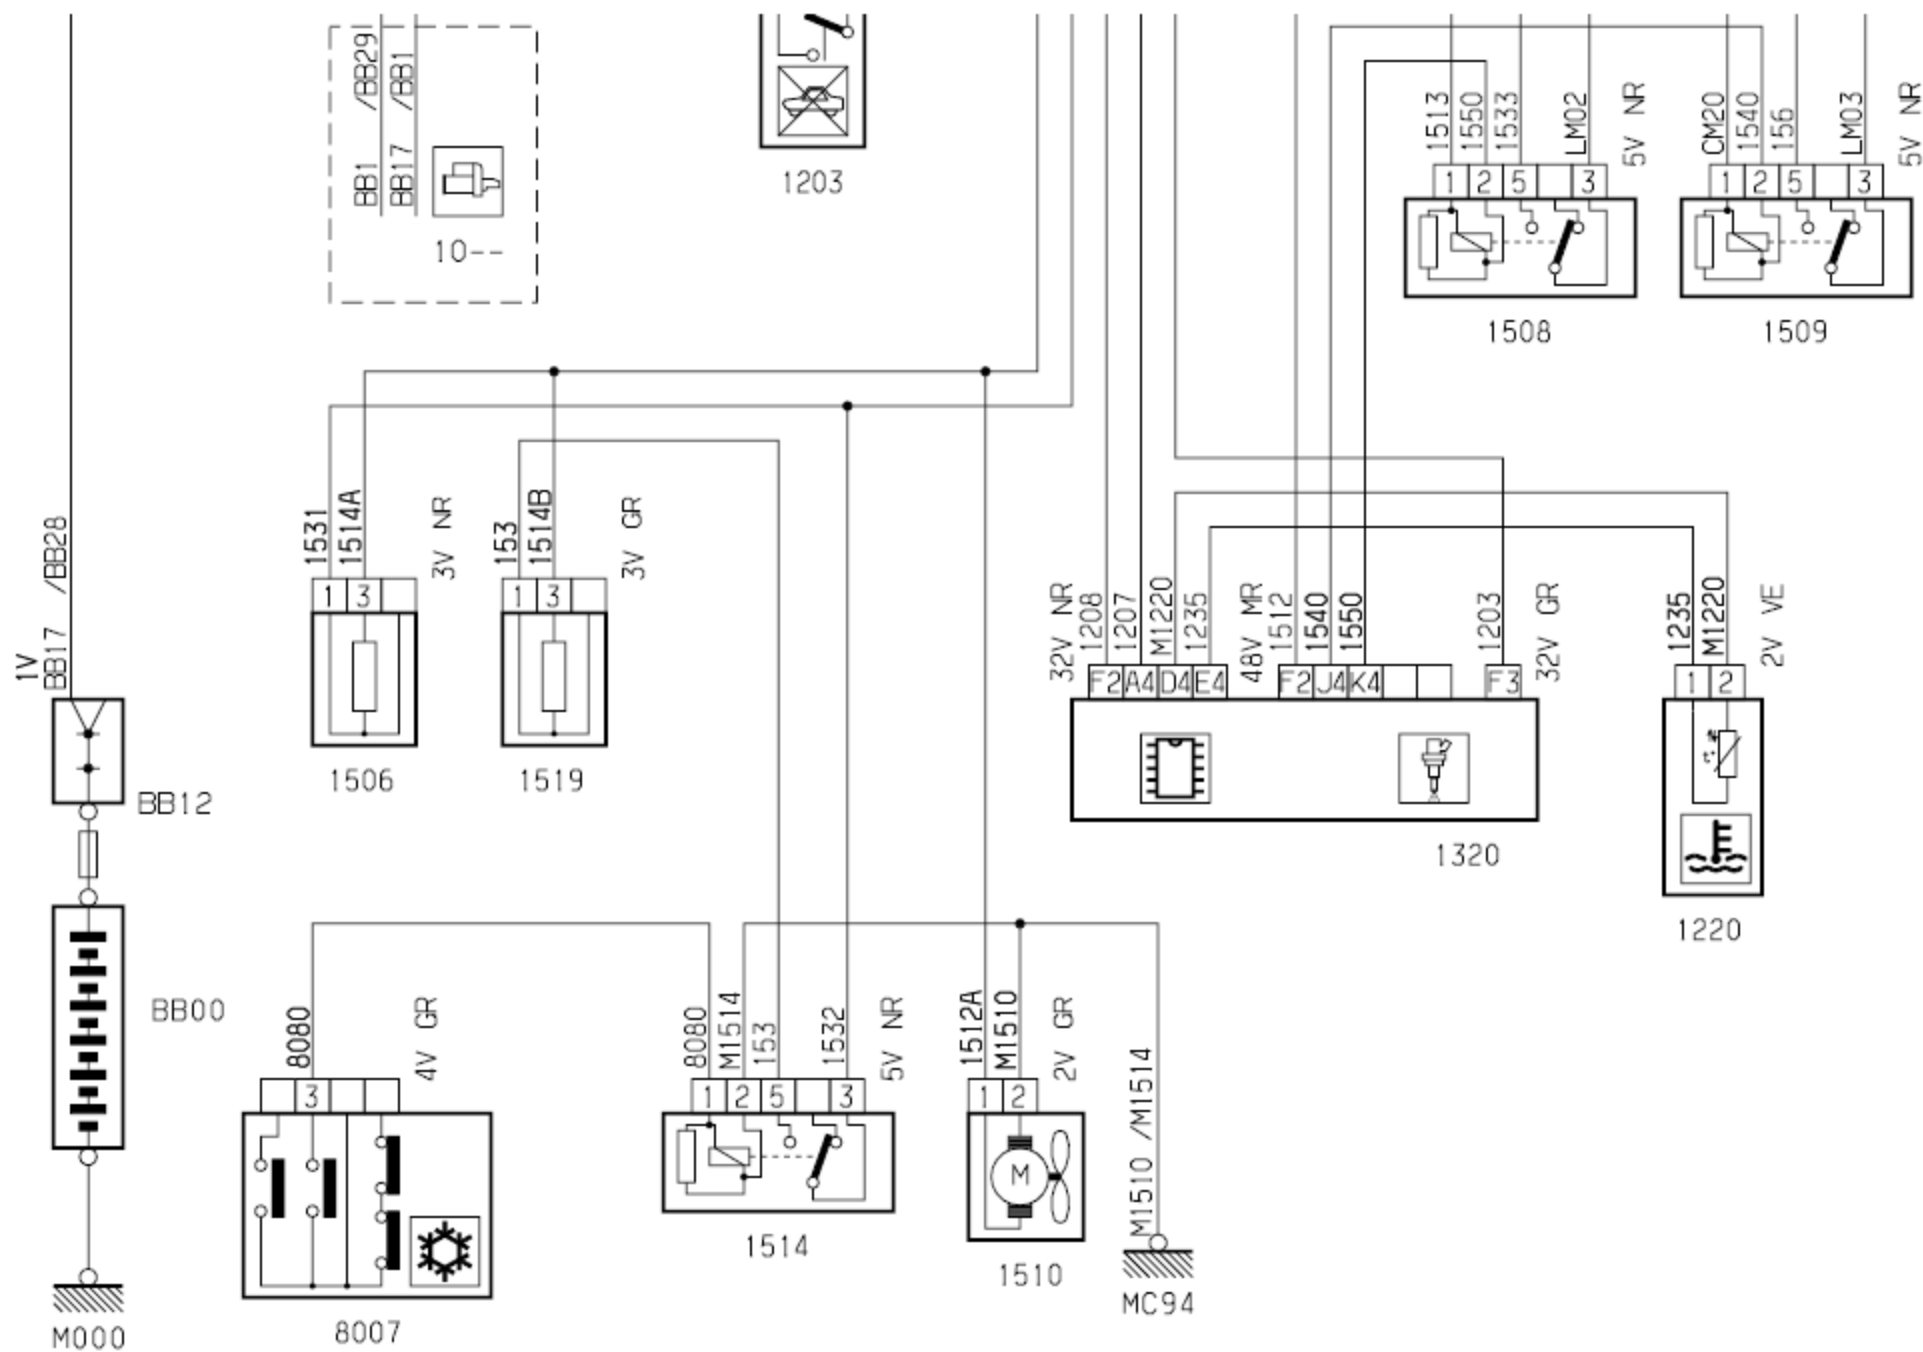 BB1 /BB29
BB17 /BB1
10--
1203
1513
1550
1533
LM02
5V NR
1 2 5 3
1508
CM20
1540
156
LM03
5V NR
1 2 5 3
1509
1V
BB17 /BB28
BB12
BB00
M000
1531
1514A
3V NR
1 3
1506
153
1514B
3V GR
1 3
1519
32V NR
1208
1207
M1220
1235
48V MR
1512
1540
1550
1203
32V GR
F2 A4 D4 E4 F2 J4 K4 F3
1320
1235
M1220
2V VE
1 2
t°
1220
8080
4V GR
3
8007
8080
M1514
153
1532
5V NR
1 2 5 3
1514
1512A
M1510
2V GR
1 2
M
1510
M1510 /M1514
MC94